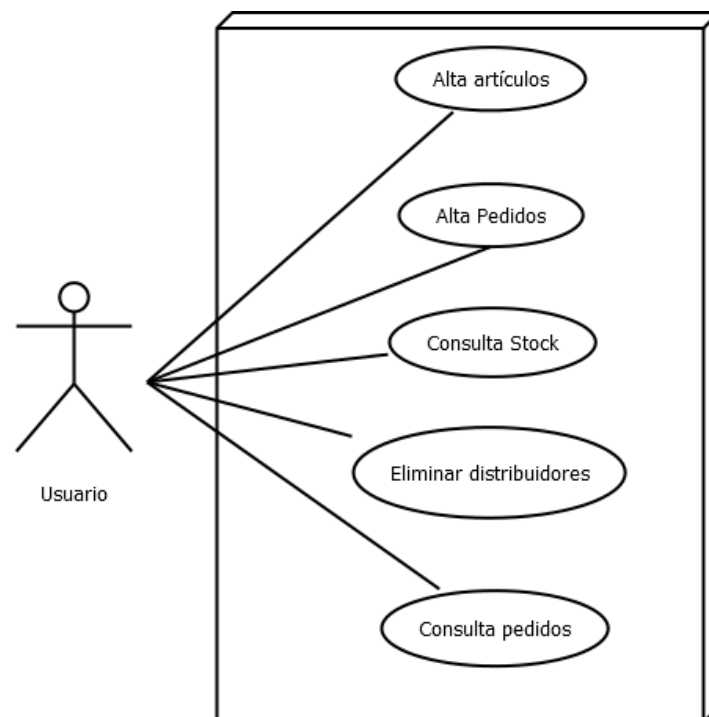 Alta artículos
Alta Pedidos
Consulta Stock
Eliminar distribuidores
Usuario
Consulta pedidos